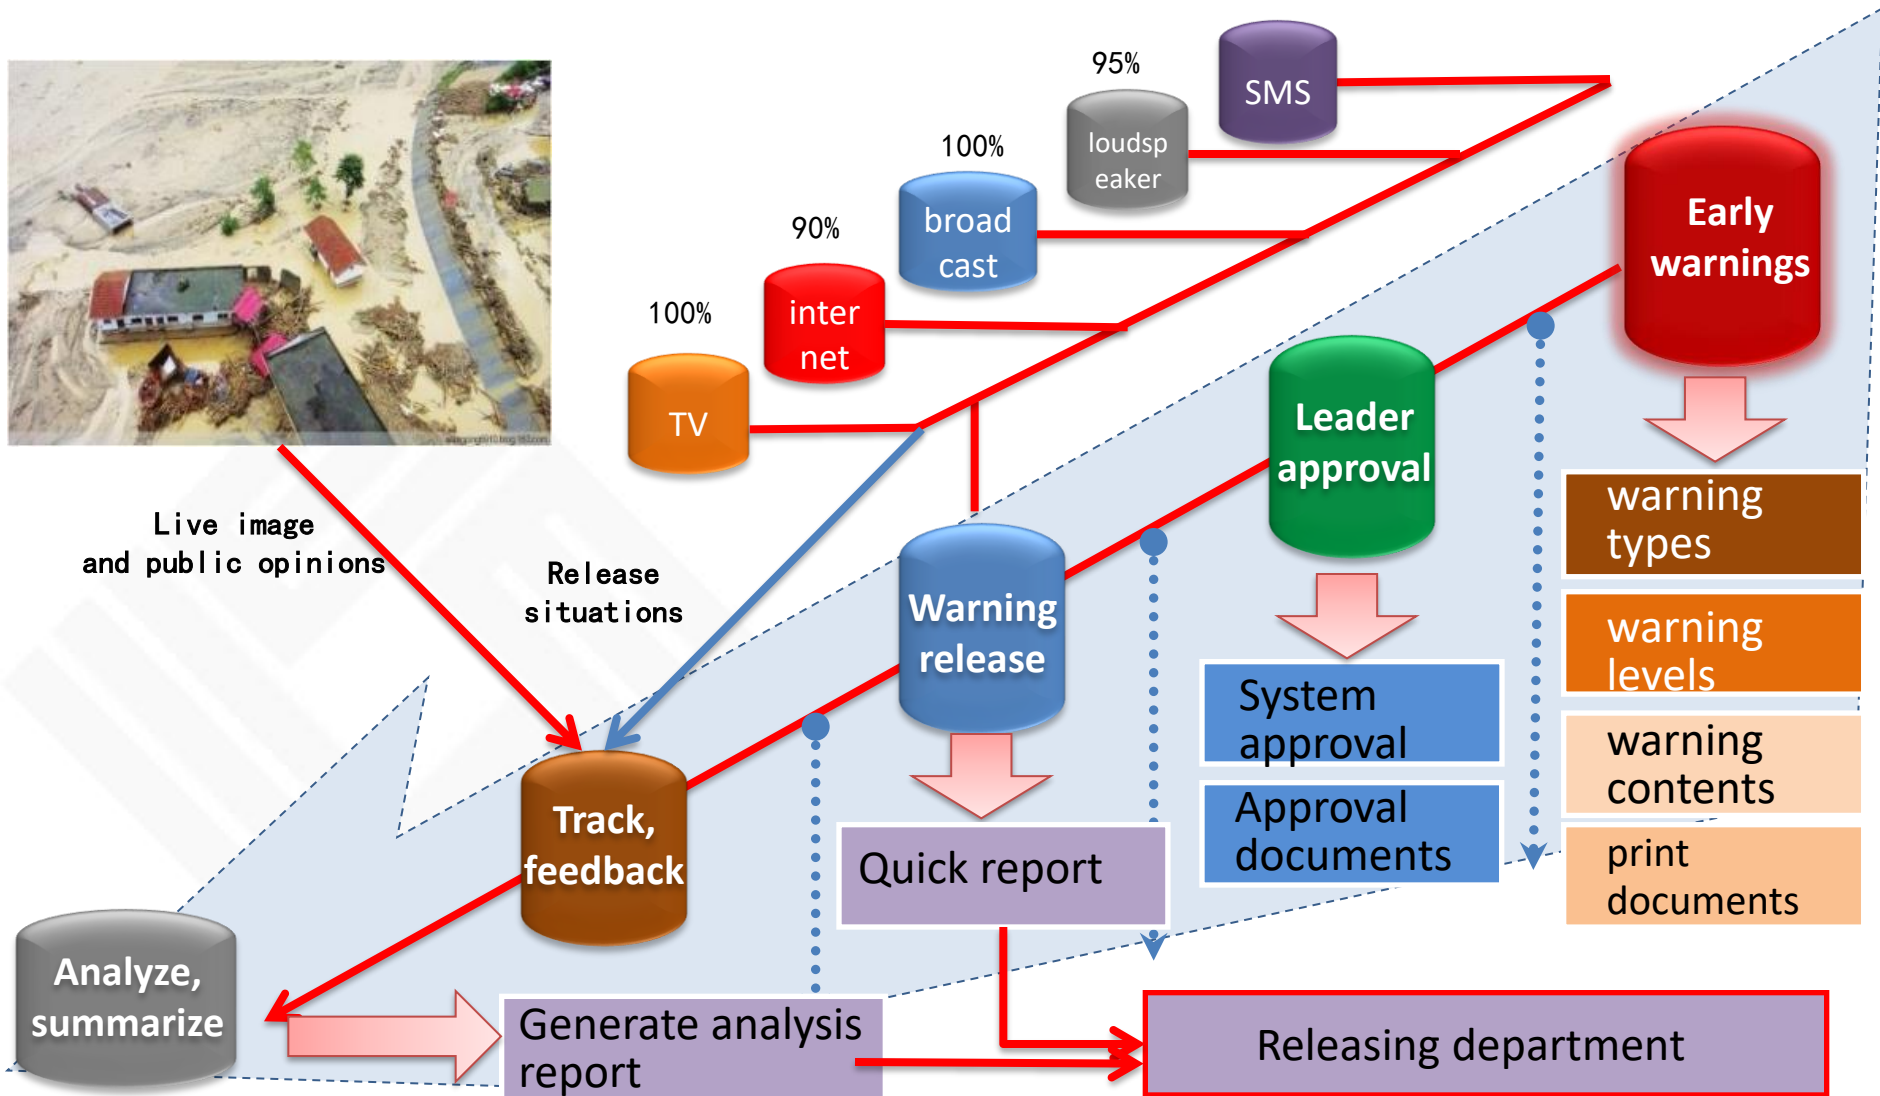 95%
SMS
loudsp
eaker
100%
broad
cast
90%
inter
net
100%
TV
Early
warnings
Leader
approval
Warning
release
Track,
feedback
Analyze,
summarize
Live image
and public opinions
Release
situations
warning
types
warning
levels
warning
contents
print
documents
System
approval
Approval
documents
Quick report
Generate analysis
report
Releasing department